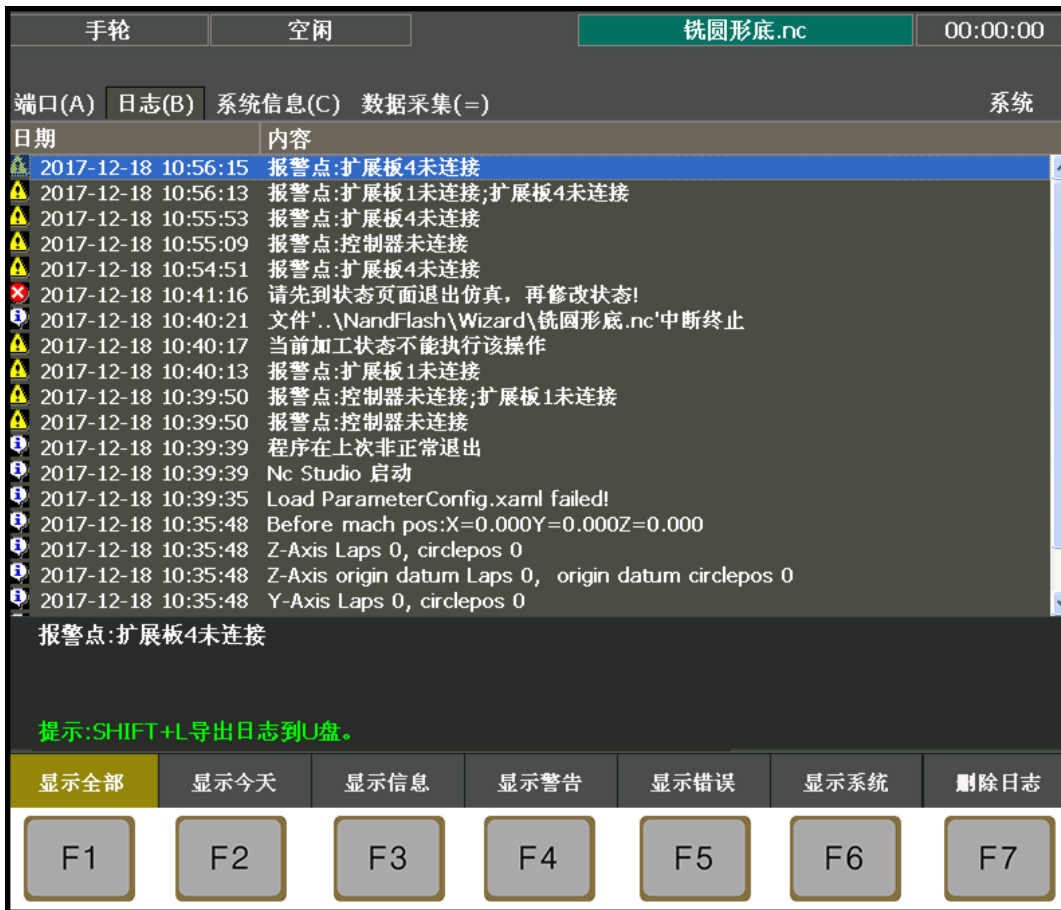 手轮 空闲 铣圆形底.nc 00:00:00
端口(A) 日志(B) 系统信息(C) 数据采集(=) 系统
日期 内容
2017-12-18 10:56:15 报警点:扩展板4未连接
2017-12-18 10:56:13 报警点:扩展板1未连接;扩展板4未连接
2017-12-18 10:55:53 报警点:扩展板4未连接
2017-12-18 10:55:09 报警点:控制器未连接
2017-12-18 10:54:51 报警点:扩展板4未连接
2017-12-18 10:41:16 请先到状态页面退出仿真，再修改状态!
2017-12-18 10:40:21 文件'..\NandFlash\Wizard\铣圆形底.nc'中断终止
2017-12-18 10:40:17 当前加工状态不能执行该操作
2017-12-18 10:40:13 报警点:扩展板1未连接
2017-12-18 10:39:50 报警点:控制器未连接;扩展板1未连接
2017-12-18 10:39:50 报警点:控制器未连接
2017-12-18 10:39:39 程序在上次非正常退出
2017-12-18 10:39:39 Nc Studio 启动
2017-12-18 10:39:35 Load ParameterConfig.xaml failed!
2017-12-18 10:35:48 Before mach pos:X=0.000Y=0.000Z=0.000
2017-12-18 10:35:48 Z-Axis Laps 0, circlepos 0
2017-12-18 10:35:48 Z-Axis origin datum Laps 0, origin datum circlepos 0
2017-12-18 10:35:48 Y-Axis Laps 0, circlepos 0
报警点:扩展板4未连接
提示:SHIFT+L导出日志到U盘。
显示全部 显示今天 显示信息 显示警告 显示错误 显示系统 删除日志
F1 F2 F3 F4 F5 F6 F7